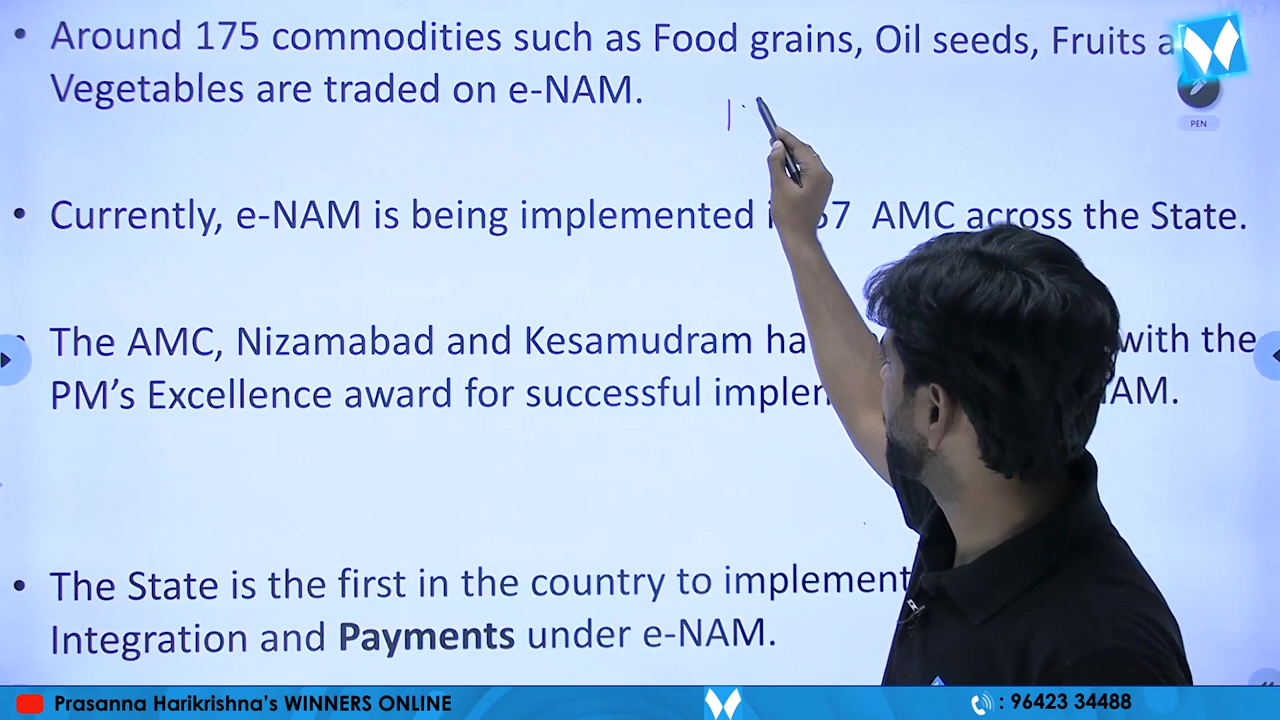 • Around 175 commodities such as Food grains, Oil seeds, Fruits
Vegetables are traded on e-NAM.
PEN
• Currently, e-NAM is being implemented 57 AMC across the State.
• The AMC, Nizamabad and Kesamudram with the
PM's Excellence award for successful
• The State is the first in the country to implement
Integration and Payments under e-NAM.
Prasanna Harikrishna's WINNERS ONLINE : 96423 34488